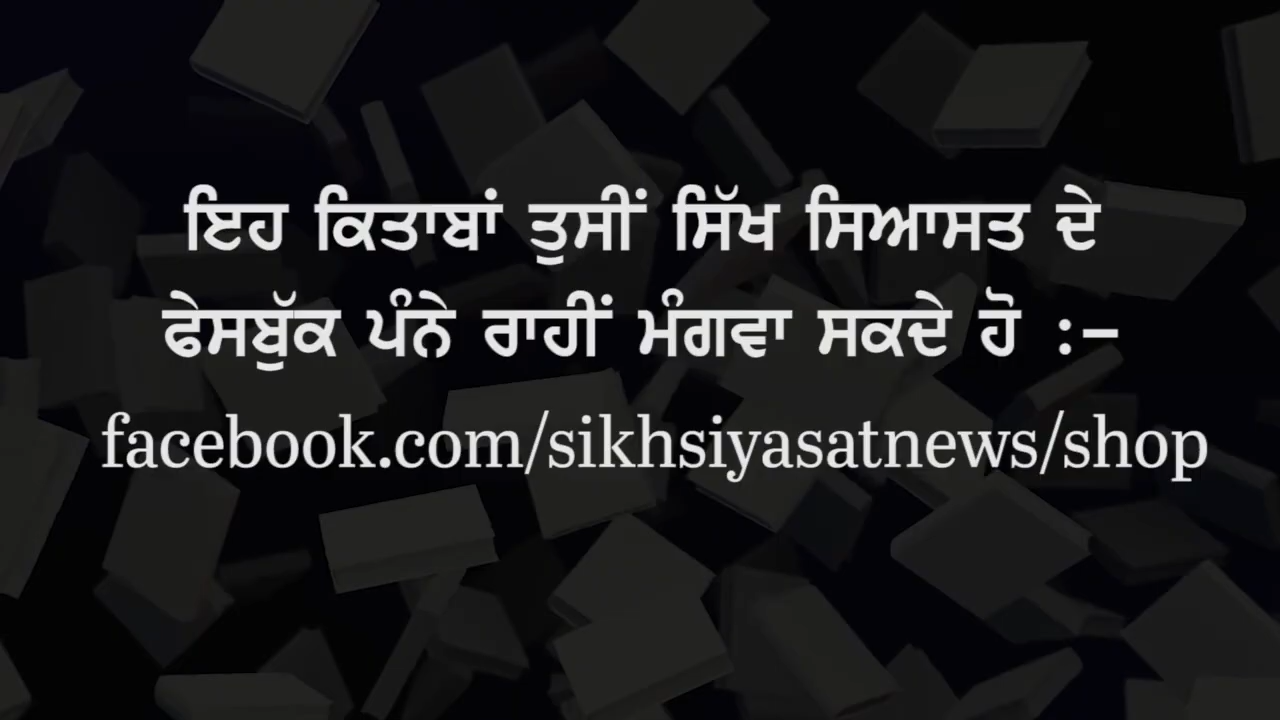 ਇਹ ਕਿਤਾਬਾਂ ਤੁਸੀਂ ਸਿੱਖ ਸਿਆਸਤ ਦੇ
ਫੇਸਬੁੱਕ ਪੰਨੇ ਰਾਹੀਂ ਮੰਗਵਾ ਸਕਦੇ ਹੋ :–
facebook.com/sikhsiyasatnews/shop